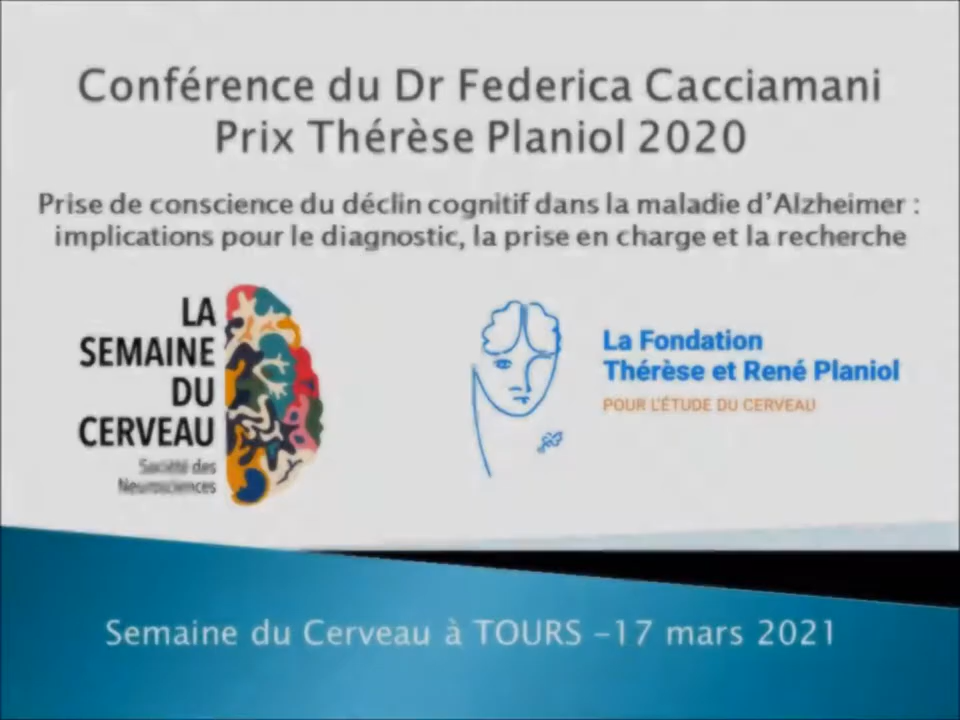 Conférence du Dr Federica Cacciamani
Prix Thérèse Planiol 2020
Prise de conscience du déclin cognitif dans la maladie d'Alzheimer :
implications pour le diagnostic, la prise en charge et la recherche
LA
SEMAINE
DU
CERVEAU
Société des
Neurosciences
La Fondation
Thérèse et René Planiol
POUR L'ÉTUDE DU CERVEAU
Semaine du Cerveau à TOURS -17 mars 2021